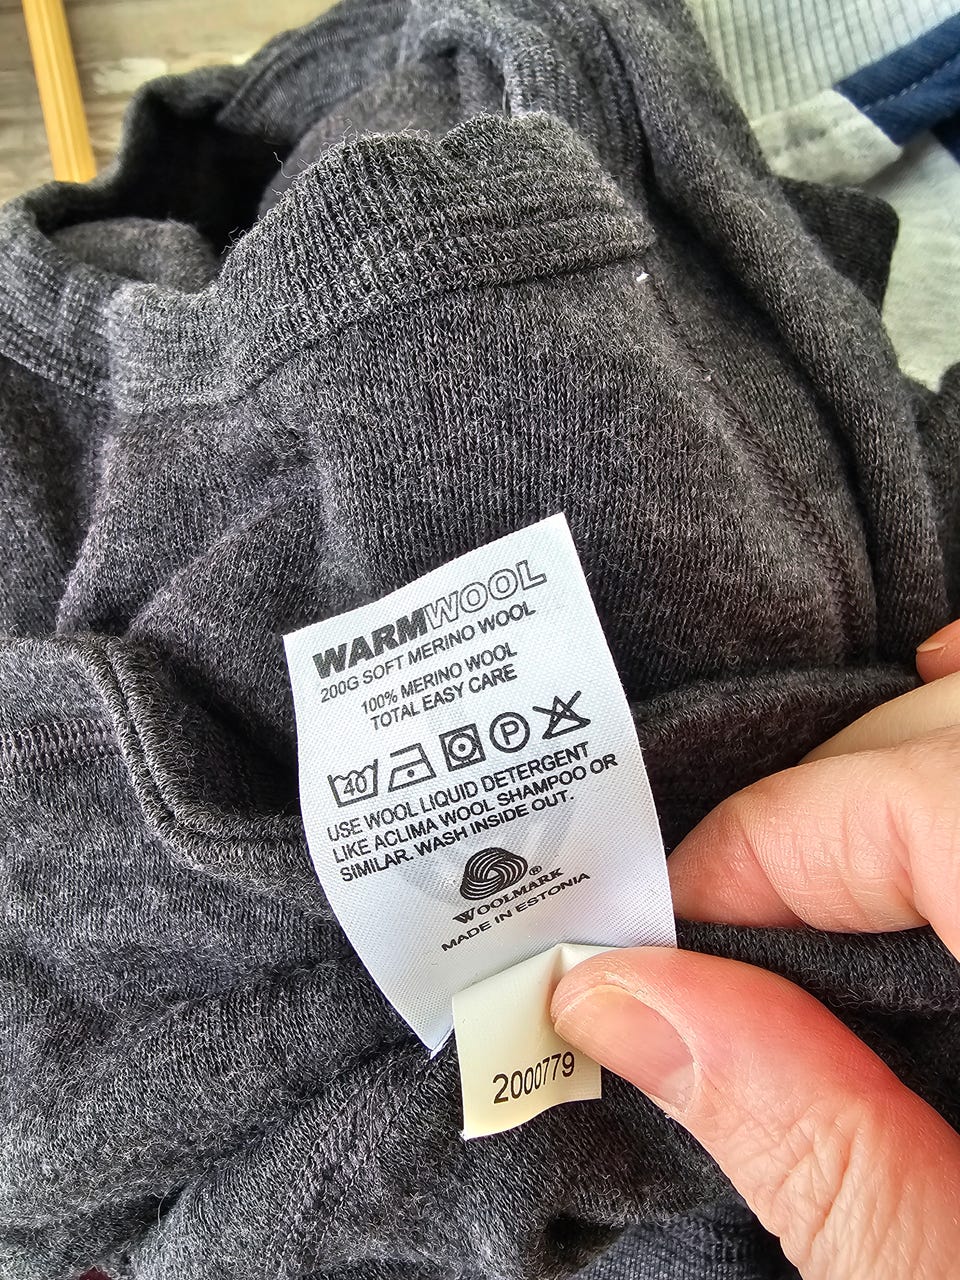 WARMWOOL
200G SOFT MERINO WOOL
100% MERINO WOOL
TOTAL EASY CARE
40 P
USE WOOL LIQUID DETERGENT
LIKE ACLIMA WOOL SHAMPOO OR
SIMILAR. WASH INSIDE OUT.
WOOLMARK®
MADE IN ESTONIA
2000779